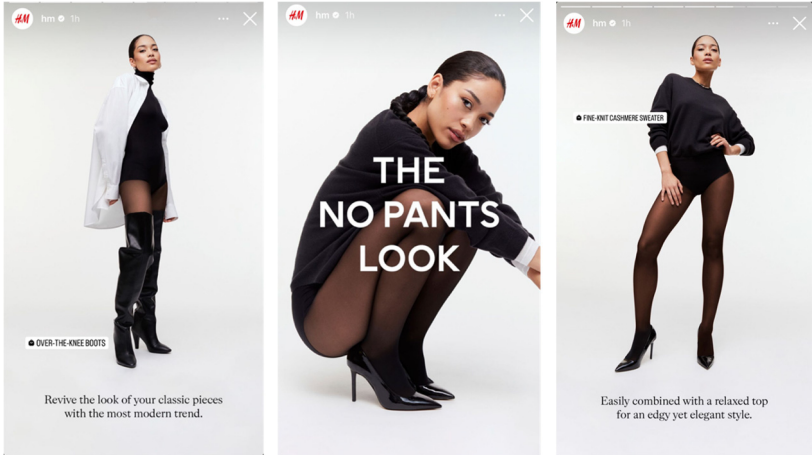 H&M
hm 1h
OVER-THE-KNEE BOOTS
Revive the look of your classic pieces
with the most modern trend.
H&M
hm 1h
THE
NO PANTS
LOOK
H&M
hm 1h
FINE-KNIT CASHMERE SWEATER
Easily combined with a relaxed top
for an edgy yet elegant style.